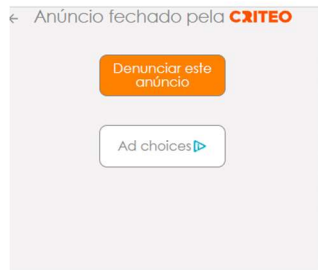 ← Anúncio fechado pela CRITEO
Denunciar este
anúncio
Ad choices